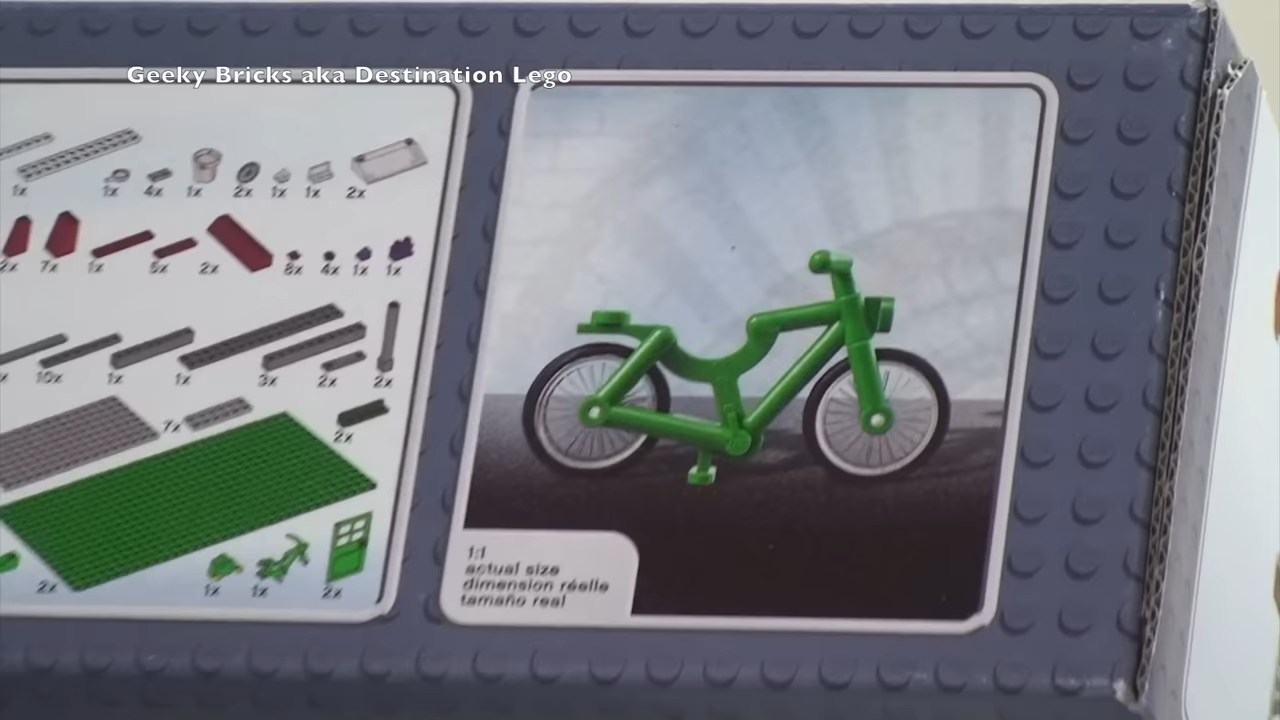 Geeky Bricks aka Destination Lego
1x 4x 1x 2x 1x 1x 2x
2x 7x 1x 5x 2x 8x 4x 1x 1x
10x 1x 1x 3x 2x 2x
7x 2x
2x 1x 1x 2x
1:1
actual size
dimension réelle
tamaño real